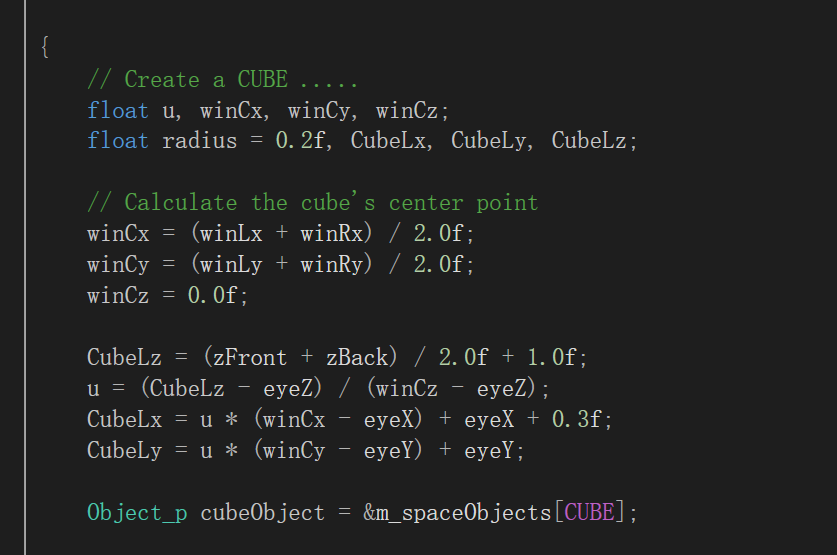 {
// Create a CUBE .....
float u, winCx, winCy, winCz;
float radius = 0.2f, CubeLx, CubeLy, CubeLz;
// Calculate the cube's center point
winCx = (winLx + winRx) / 2.0f;
winCy = (winLy + winRy) / 2.0f;
winCz = 0.0f;
CubeLz = (zFront + zBack) / 2.0f + 1.0f;
u = (CubeLz - eyeZ) / (winCz - eyeZ);
CubeLx = u * (winCx - eyeX) + eyeX + 0.3f;
CubeLy = u * (winCy - eyeY) + eyeY;
Object_p cubeObject = &m_spaceObjects[CUBE];